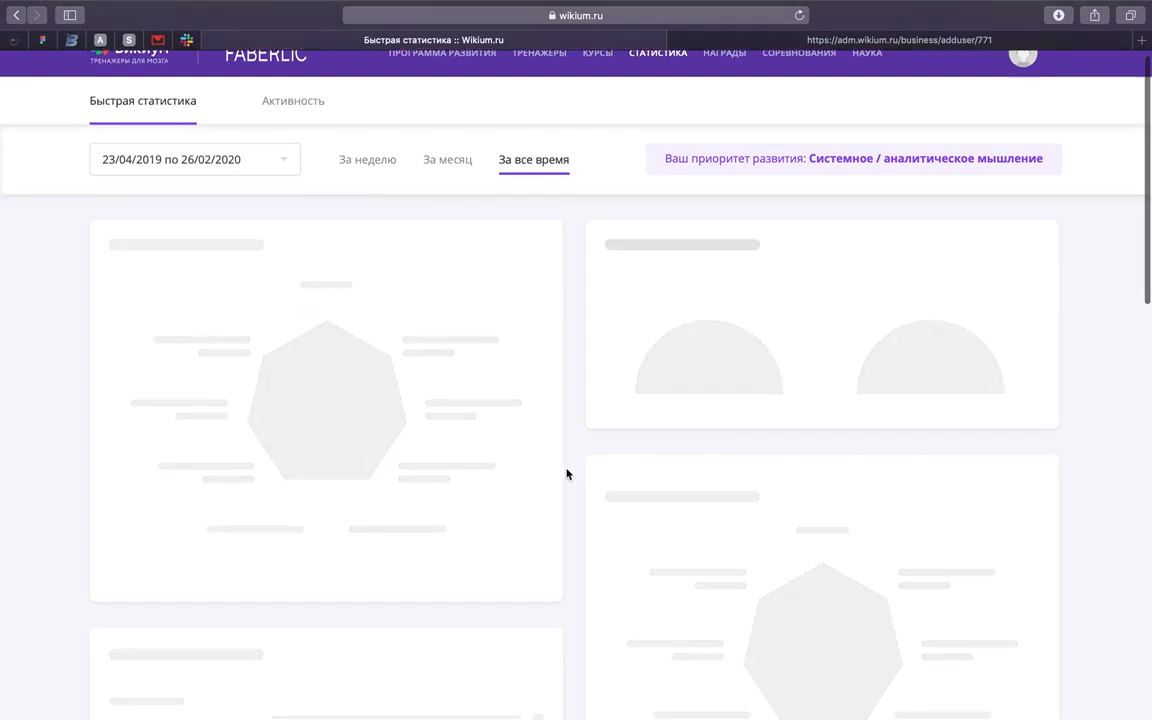 wikium.ru
A
S
Быстрая статистика :: Wikium.ru
https://adm.wikium.ru/business/adduser/771
Викиум
ТРЕНАЖЕРЫ ДЛЯ МОЗГА
FABERLIC
ПРОГРАММА РАЗВИТИЯ
ТРЕНАЖЕРЫ
КУРСЫ
СТАТИСТИКА
НАГРАДЫ
СОРЕВНОВАНИЯ
НАУКА
Быстрая статистика
Активность
23/04/2019 по 26/02/2020
За неделю
За месяц
За все время
Ваш приоритет развития: Системное / аналитическое мышление